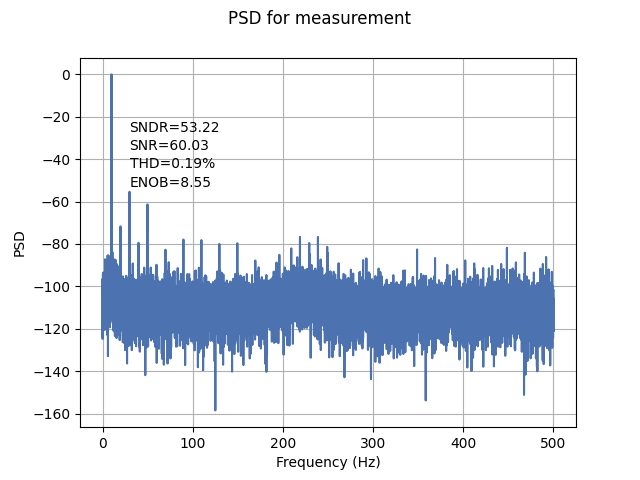 PSD for measurement
0
−20
−40
−60
−80
−100
−120
−140
−160
PSD
SNDR=53.22
SNR=60.03
THD=0.19%
ENOB=8.55
0 100 200 300 400 500
Frequency (Hz)